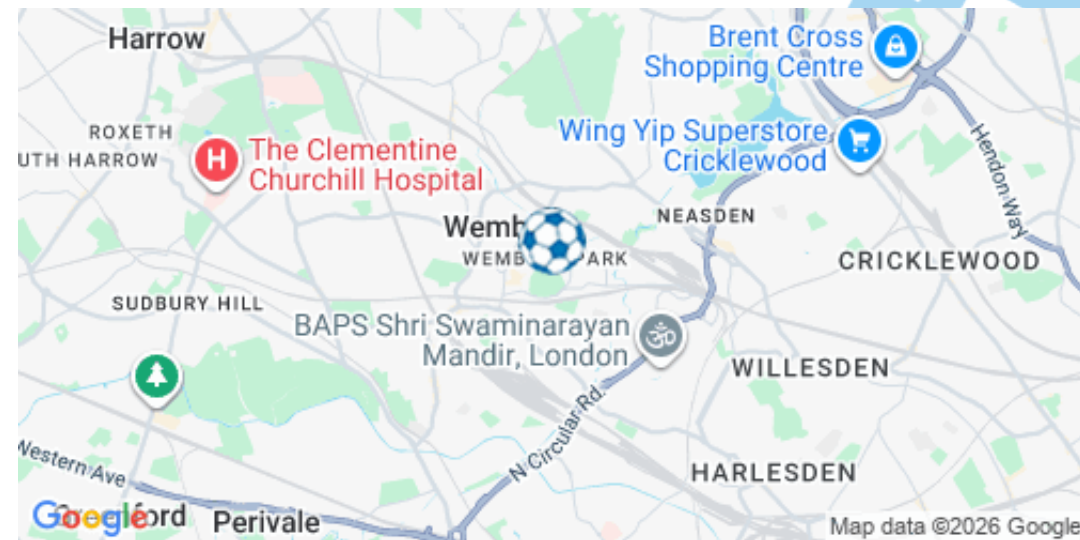 Harrow
Brent Cross
Shopping Centre
ROXETH
UTH HARROW
The Clementine
Churchill Hospital
H
Wing Yip Superstore
Cricklewood
Hendon Way
Wemb
NEASDEN
WEMB
PARK
CRICKLEWOOD
SUDBURY HILL
BAPS Shri Swaminarayan
Mandir, London
ॐ
WILLESDEN
N Circular Rd.
Western Ave
HARLESDEN
Google
ord
Perivale
Map data ©2026 Google